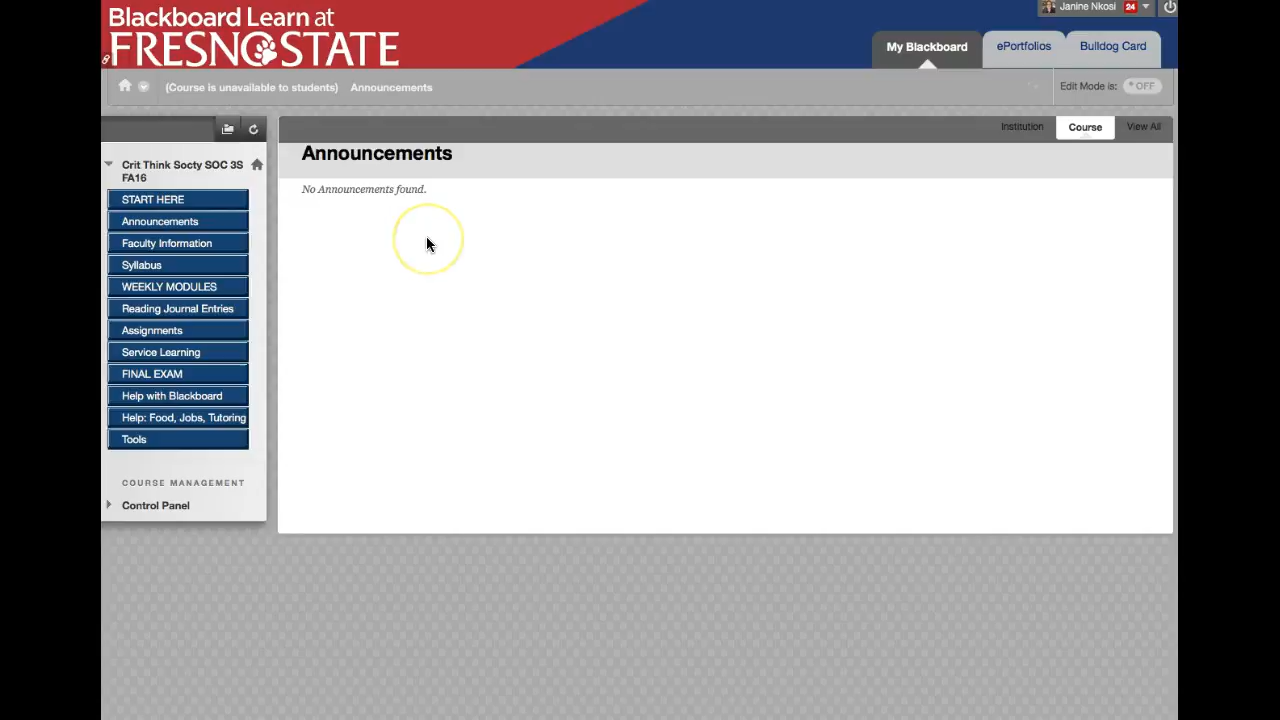 Blackboard Learn at
FRESNO STATE
Janine Nkosi 24
My Blackboard ePortfolios Bulldog Card
(Course is unavailable to students) Announcements
Edit Mode is: OFF
Institution Course View All
Crit Think Socty SOC 3S
FA16
START HERE
Announcements
Faculty Information
Syllabus
WEEKLY MODULES
Reading Journal Entries
Assignments
Service Learning
FINAL EXAM
Help with Blackboard
Help: Food, Jobs, Tutoring
Tools
COURSE MANAGEMENT
Control Panel
Announcements
No Announcements found.